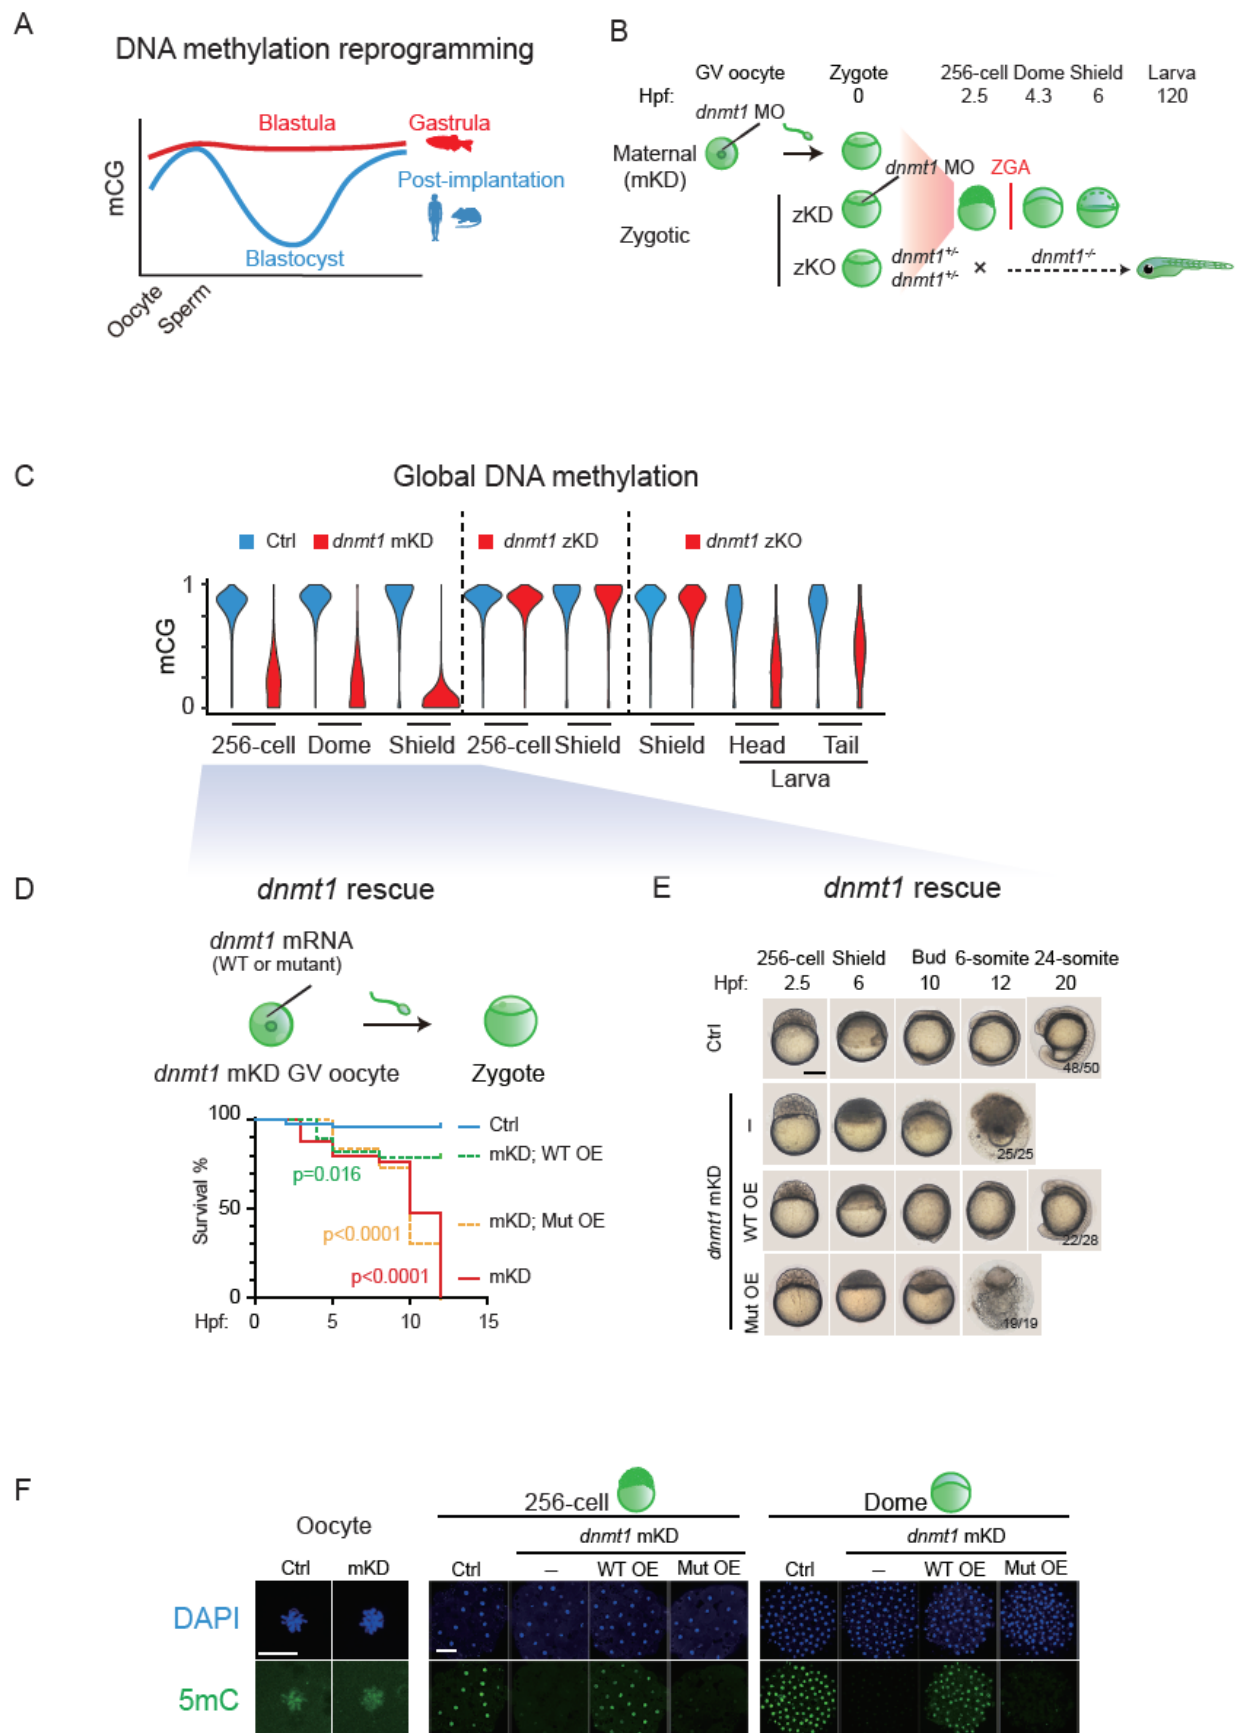 A
DNA methylation reprogramming
mCG
Blastula
Gastrula
Post-implantation
Blastocyst
Oocyte
Sperm
B
GV oocyte
Zygote
256-cell Dome Shield
Larva
Hpf:
0
2.5
4.3
6
120
dnmt1 MO
Maternal
(mKD)
dnmt1 MO
ZGA
zKD
Zygotic
zKO
dnmt1+/-
dnmt1+/-
×
dnmt1-/-
C
Global DNA methylation
Ctrl
dnmt1 mKD
dnmt1 zKD
dnmt1 zKO
mCG
1
0
256-cell Dome Shield 256-cell Shield Shield Head Tail
Larva
D
dnmt1 rescue
dnmt1 mRNA
(WT or mutant)
dnmt1 mKD GV oocyte
Zygote
Survival %
100
50
0
Ctrl
mKD; WT OE
p=0.016
mKD; Mut OE
p<0.0001
p<0.0001
mKD
Hpf: 0 5 10 15
E
dnmt1 rescue
256-cell Shield Bud 6-somite 24-somite
Hpf: 2.5 6 10 12 20
Ctrl
48/50
dnmt1 mKD
–
25/25
WT OE
22/28
Mut OE
19/19
F
Oocyte
256-cell
Dome
dnmt1 mKD
dnmt1 mKD
Ctrl mKD Ctrl – WT OE Mut OE Ctrl – WT OE Mut OE
DAPI
5mC